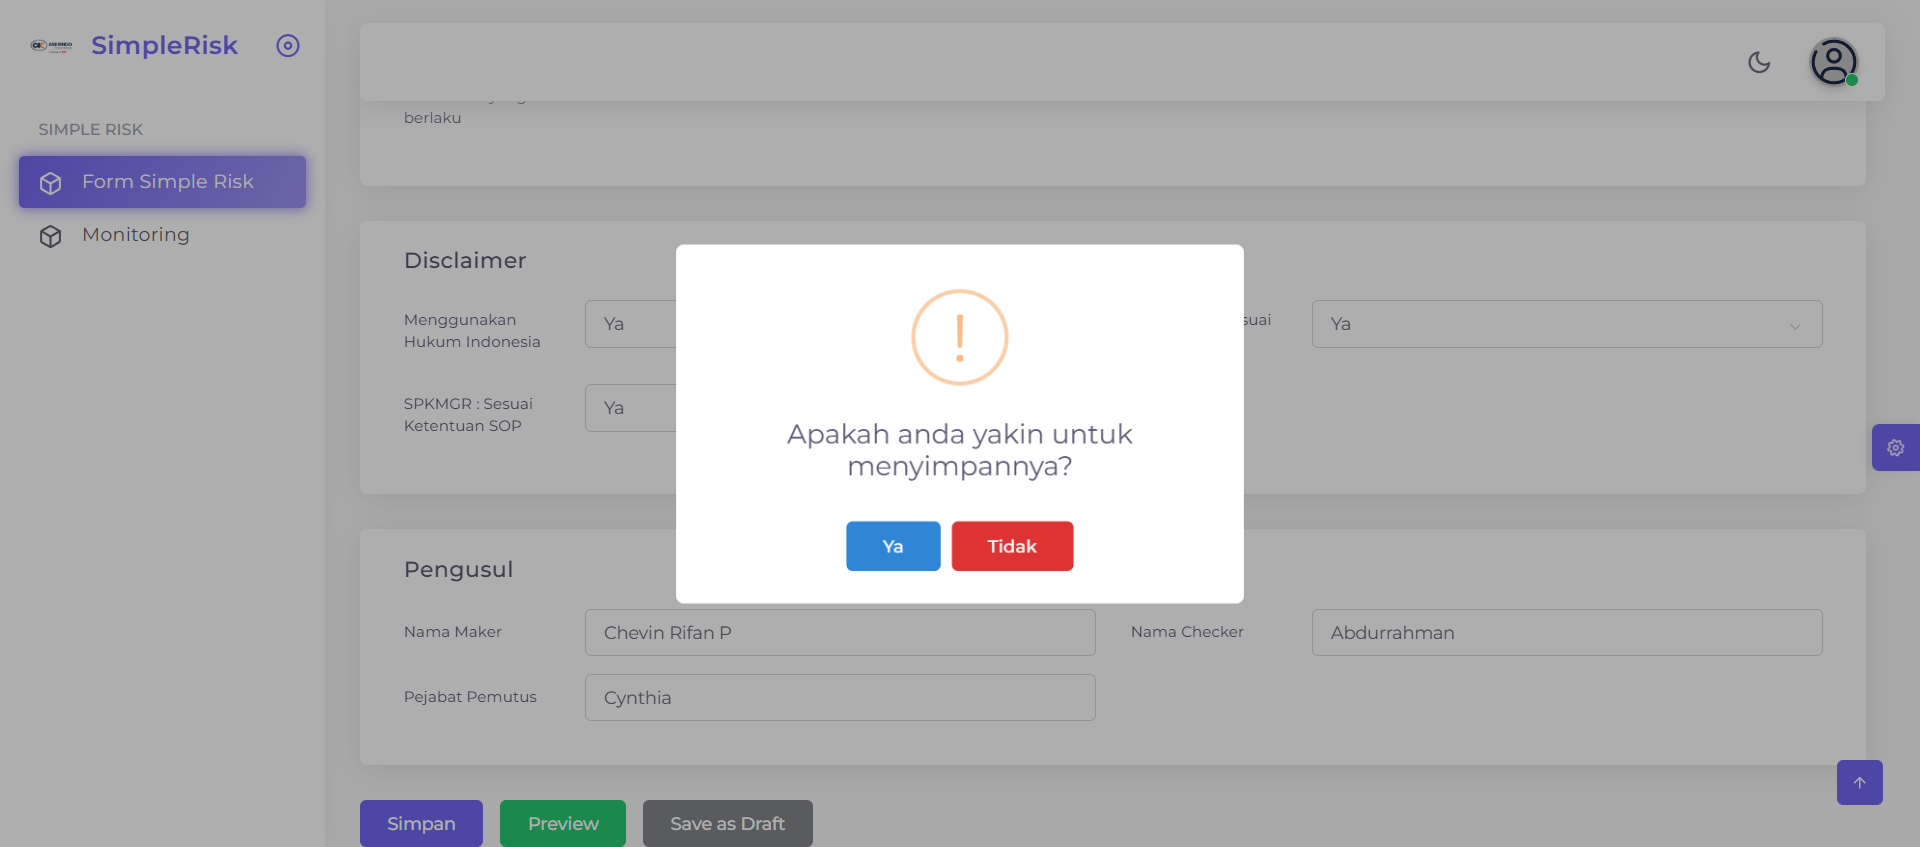 SimpleRisk
SIMPLE RISK
Form Simple Risk
Monitoring
berlaku
Disclaimer
Menggunakan
Hukum Indonesia
Ya
Ya
SPKMGR : Sesuai
Ketentuan SOP
Ya
Apakah anda yakin untuk
menyimpannya?
Ya Tidak
Pengusul
Nama Maker
Chevin Rifan P
Nama Checker
Abdurrahman
Pejabat Pemutus
Cynthia
Simpan Preview Save as Draft